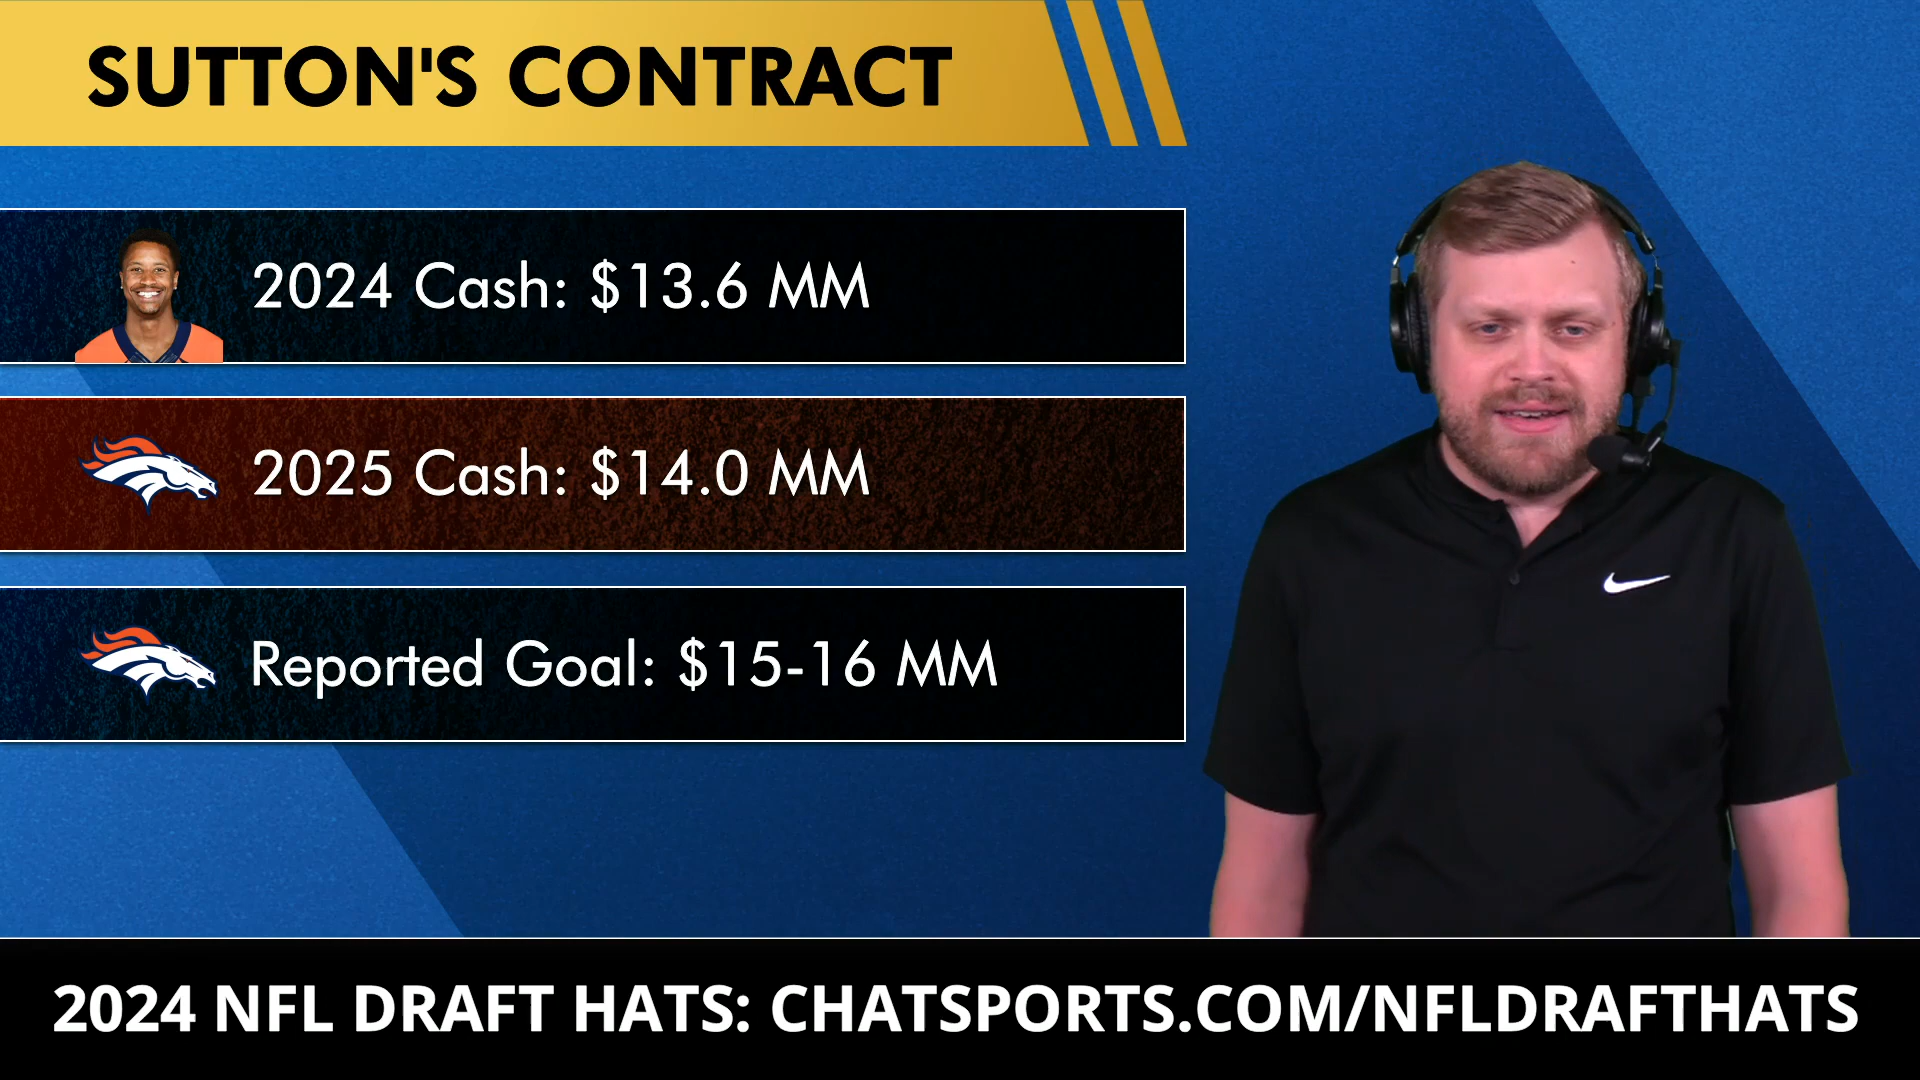 SUTTON'S CONTRACT
2024 Cash: $13.6 MM
2025 Cash: $14.0 MM
Reported Goal: $15-16 MM
2024 NFL DRAFT HATS: CHATSPORTS.COM/NFLDRAFTHATS